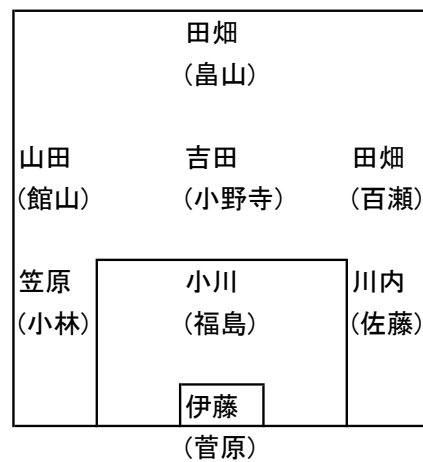 田畑
(畠山)
山田 吉田 田畑
(館山) (小野寺) (百瀬)
笠原 小川 川内
(小林) (福島) (佐藤)
伊藤
(菅原)